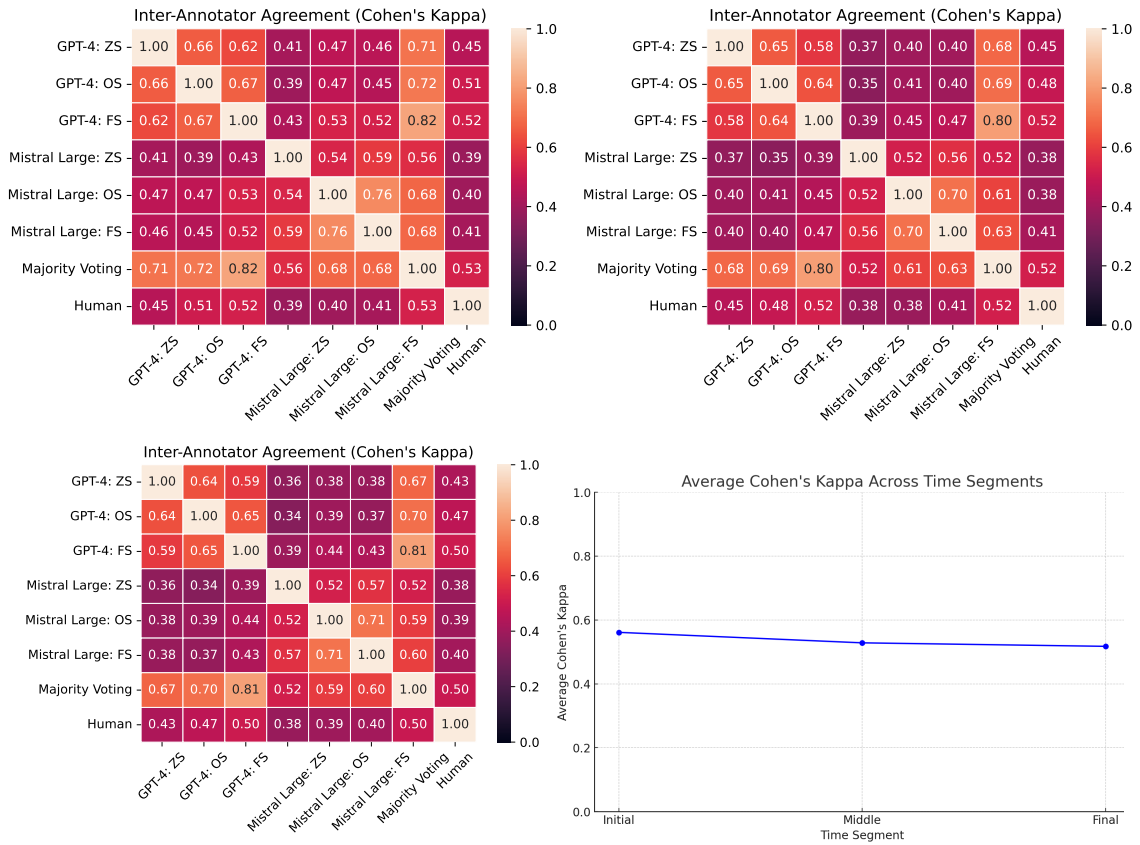 Inter-Annotator Agreement (Cohen's Kappa)
GPT-4: ZS 1.00 0.66 0.62 0.41 0.47 0.46 0.71 0.45
GPT-4: OS 0.66 1.00 0.67 0.39 0.47 0.45 0.72 0.51
GPT-4: FS 0.62 0.67 1.00 0.43 0.53 0.52 0.82 0.52
Mistral Large: ZS 0.41 0.39 0.43 1.00 0.54 0.59 0.56 0.39
Mistral Large: OS 0.47 0.47 0.53 0.54 1.00 0.76 0.68 0.40
Mistral Large: FS 0.46 0.45 0.52 0.59 0.76 1.00 0.68 0.41
Majority Voting 0.71 0.72 0.82 0.56 0.68 0.68 1.00 0.53
Human 0.45 0.51 0.52 0.39 0.40 0.41 0.53 1.00
GPT-4: ZS GPT-4: OS GPT-4: FS Mistral Large: ZS Mistral Large: OS Mistral Large: FS Majority Voting Human
1.0
0.8
0.6
0.4
0.2
0.0
Inter-Annotator Agreement (Cohen's Kappa)
GPT-4: ZS 1.00 0.65 0.58 0.37 0.40 0.40 0.68 0.45
GPT-4: OS 0.65 1.00 0.64 0.35 0.41 0.40 0.69 0.48
GPT-4: FS 0.58 0.64 1.00 0.39 0.45 0.47 0.80 0.52
Mistral Large: ZS 0.37 0.35 0.39 1.00 0.52 0.56 0.52 0.38
Mistral Large: OS 0.40 0.41 0.45 0.52 1.00 0.70 0.61 0.38
Mistral Large: FS 0.40 0.40 0.47 0.56 0.70 1.00 0.63 0.41
Majority Voting 0.68 0.69 0.80 0.52 0.61 0.63 1.00 0.52
Human 0.45 0.48 0.52 0.38 0.38 0.41 0.52 1.00
GPT-4: ZS GPT-4: OS GPT-4: FS Mistral Large: ZS Mistral Large: OS Mistral Large: FS Majority Voting Human
1.0
0.8
0.6
0.4
0.2
0.0
Inter-Annotator Agreement (Cohen's Kappa)
GPT-4: ZS 1.00 0.64 0.59 0.36 0.38 0.38 0.67 0.43
GPT-4: OS 0.64 1.00 0.65 0.34 0.39 0.37 0.70 0.47
GPT-4: FS 0.59 0.65 1.00 0.39 0.44 0.43 0.81 0.50
Mistral Large: ZS 0.36 0.34 0.39 1.00 0.52 0.57 0.52 0.38
Mistral Large: OS 0.38 0.39 0.44 0.52 1.00 0.71 0.59 0.39
Mistral Large: FS 0.38 0.37 0.43 0.57 0.71 1.00 0.60 0.40
Majority Voting 0.67 0.70 0.81 0.52 0.59 0.60 1.00 0.50
Human 0.43 0.47 0.50 0.38 0.39 0.40 0.50 1.00
GPT-4: ZS GPT-4: OS GPT-4: FS Mistral Large: ZS Mistral Large: OS Mistral Large: FS Majority Voting Human
1.0
0.8
0.6
0.4
0.2
0.0
Average Cohen's Kappa Across Time Segments
Average Cohen's Kappa
1.0
0.8
0.6
0.4
0.2
0.0
Initial Middle Final
Time Segment